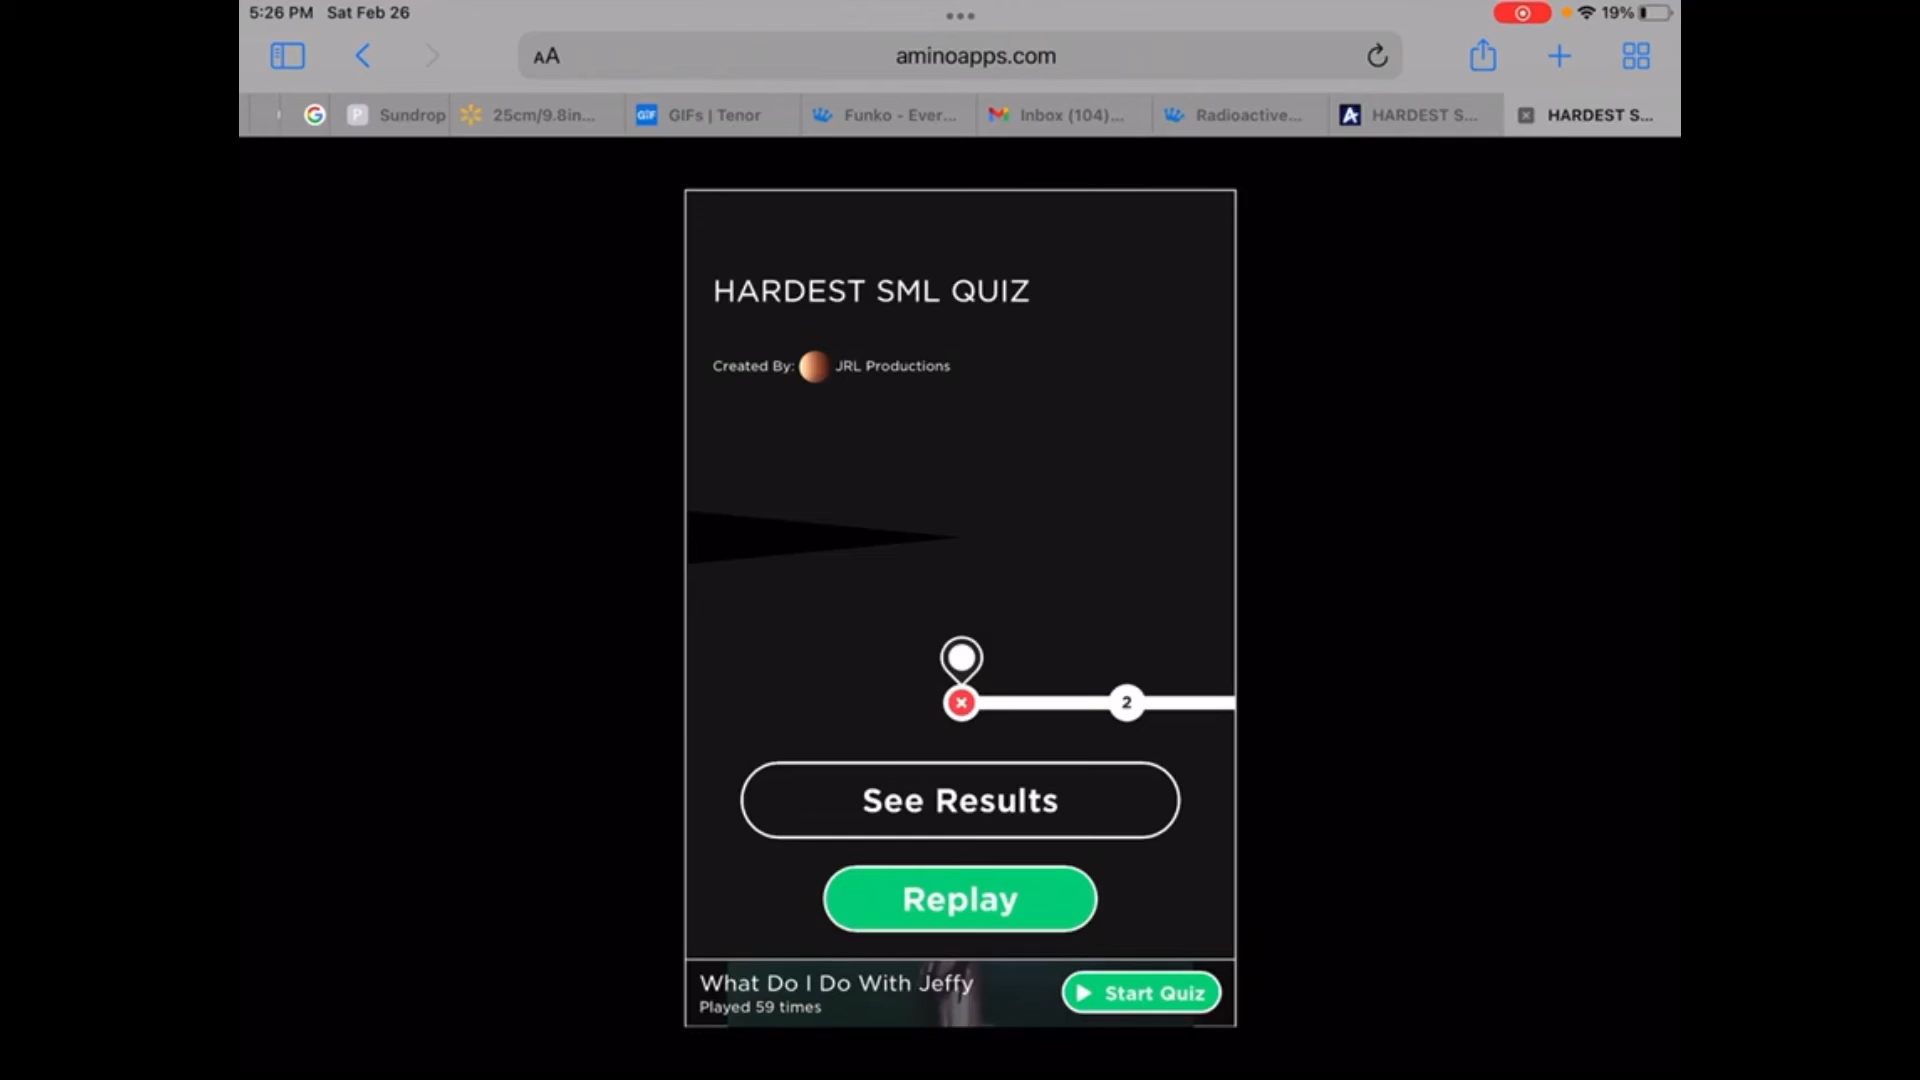 5:26 PM Sat Feb 26
19%
AA
aminoapps.com
Sundrop
25cm/9.8in...
GIF
GIFs | Tenor
Funko - Ever...
Inbox (104)...
Radioactive...
HARDEST S...
HARDEST S...
HARDEST SML QUIZ
Created By: JRL Productions
2
See Results
Replay
What Do I Do With Jeffy
Played 59 times
Start Quiz